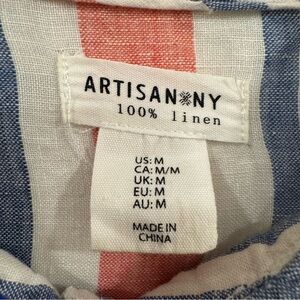 ARTISAN NY
100% linen
US: M
CA: M/M
UK: M
EU: M
AU: M
MADE IN
CHINA